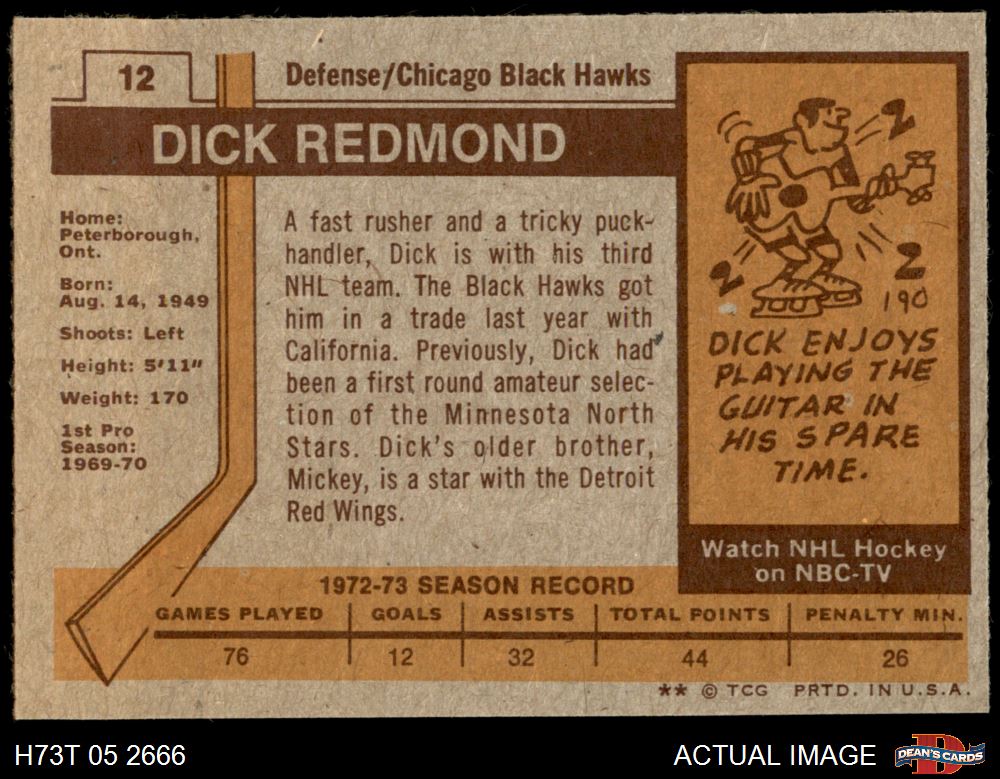 12
Defense/Chicago Black Hawks
DICK REDMOND
Home:
Peterborough,
Ont.
Born:
Aug. 14, 1949
Shoots: Left
Height: 5'11"
Weight: 170
1st Pro
Season:
1969-70
A fast rusher and a tricky puck-
handler, Dick is with his third
NHL team. The Black Hawks got
him in a trade last year with
California. Previously, Dick had
been a first round amateur selec-
tion of the Minnesota North
Stars. Dick's older brother,
Mickey, is a star with the Detroit
Red Wings.
190
DICK ENJOYS
PLAYING THE
GUITAR IN
HIS SPARE
TIME.
Watch NHL Hockey
on NBC-TV
1972-73 SEASON RECORD
GAMES PLAYED GOALS ASSISTS TOTAL POINTS PENALTY MIN.
76 12 32 44 26
** © TCG PRTD. IN U.S.A.
H73T 05 2666 ACTUAL IMAGE DEAN'S CARDS